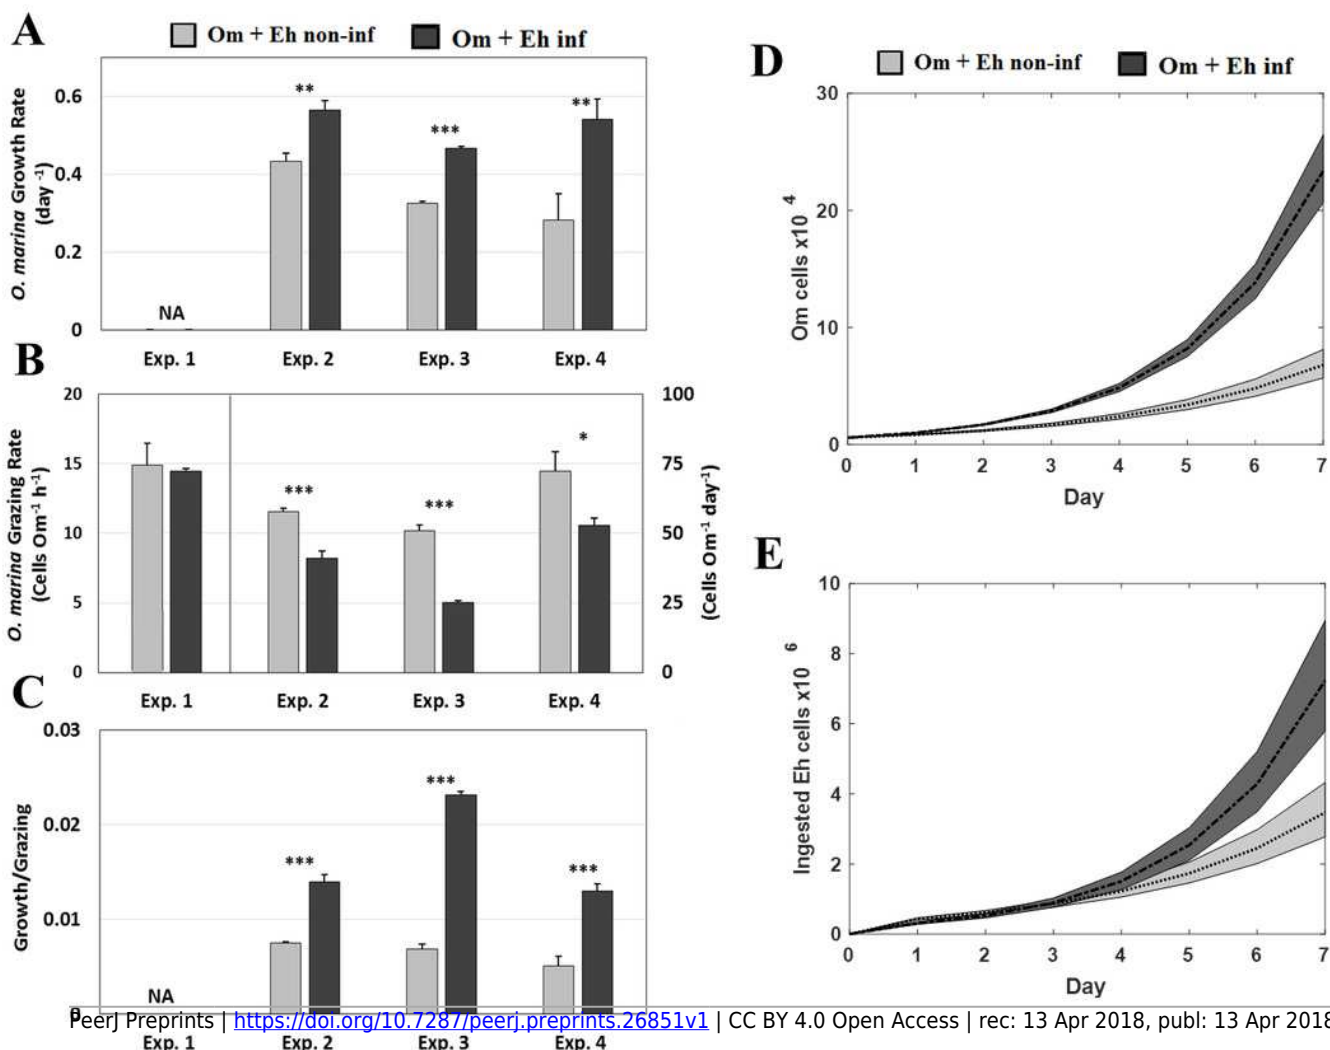 A
Om + Eh non-inf
Om + Eh inf
O. marina Growth Rate
(day -1)
0.6
0.4
0.2
0
NA
**
***
**
Exp. 1
Exp. 2
Exp. 3
Exp. 4
B
O. marina Grazing Rate
(Cells Om-1 h-1)
20
15
10
5
0
***
***
*
100
75
50
25
0
(Cells Om-1 day-1)
Exp. 1
Exp. 2
Exp. 3
Exp. 4
C
Growth/Grazing
0.03
0.02
0.01
0
NA
***
***
***
Exp. 1
Exp. 2
Exp. 3
Exp. 4
D
Om + Eh non-inf
Om + Eh inf
Om cells x10 4
30
20
10
0
0 1 2 3 4 5 6 7
Day
E
Ingested Eh cells x10 6
10
8
6
4
2
0
0 1 2 3 4 5 6 7
Day
PeerJ Preprints | https://doi.org/10.7287/peerj.preprints.26851v1 | CC BY 4.0 Open Access | rec: 13 Apr 2018, publ: 13 Apr 2018